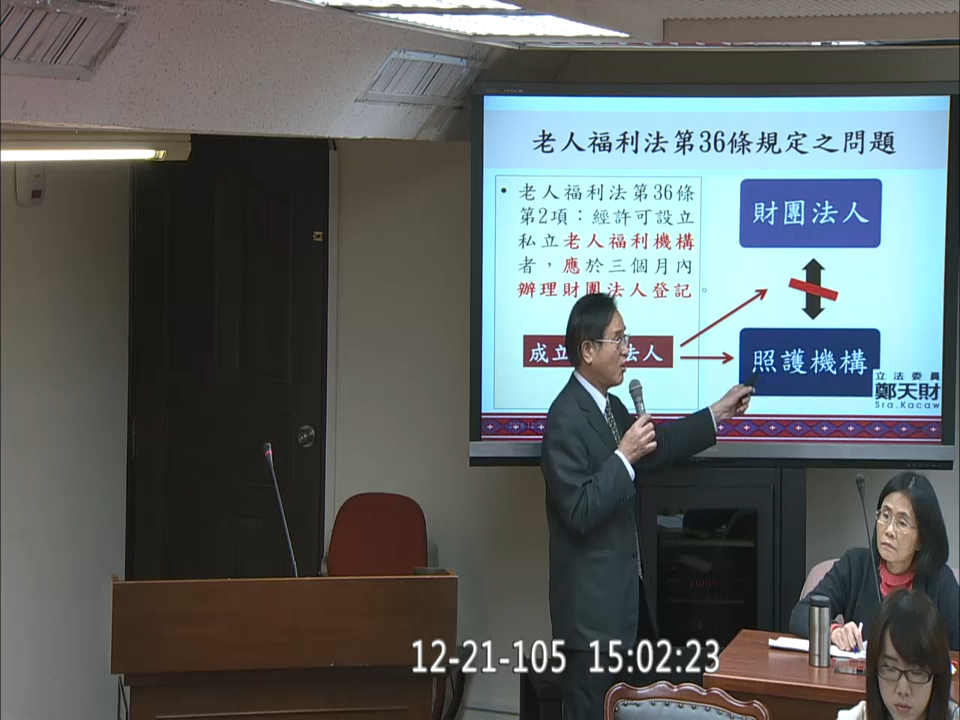 老人福利法第36條規定之問題
• 老人福利法第36條
第2項：經許可設立
私立老人福利機構
者，應於三個月內
辦理財團法人登記。
財團法人
成立 法人
照護機構
立法委員
鄭天財
Sra.Kacaw
12-21-105 15:02:23